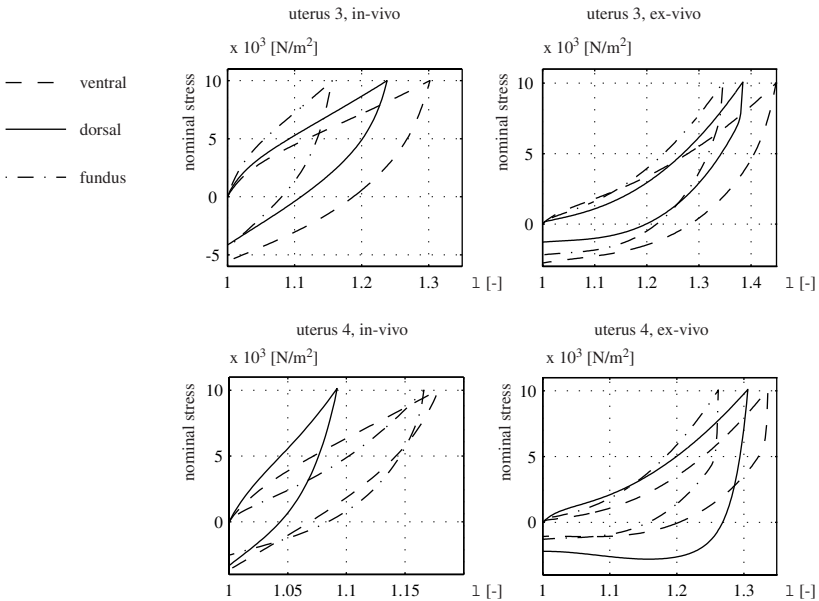 uterus 3, in-vivo
uterus 3, ex-vivo
x 10³ [N/m²]
x 10³ [N/m²]
ventral
dorsal
fundus
nominal stress
10
5
0
-5
1 1.1 1.2 1.3 l [-]
nominal stress
10
5
0
1 1.1 1.2 1.3 1.4 l [-]
uterus 4, in-vivo
uterus 4, ex-vivo
x 10³ [N/m²]
x 10³ [N/m²]
nominal stress
10
5
0
1 1.05 1.1 1.15 l [-]
nominal stress
10
5
0
1 1.1 1.2 1.3 l [-]